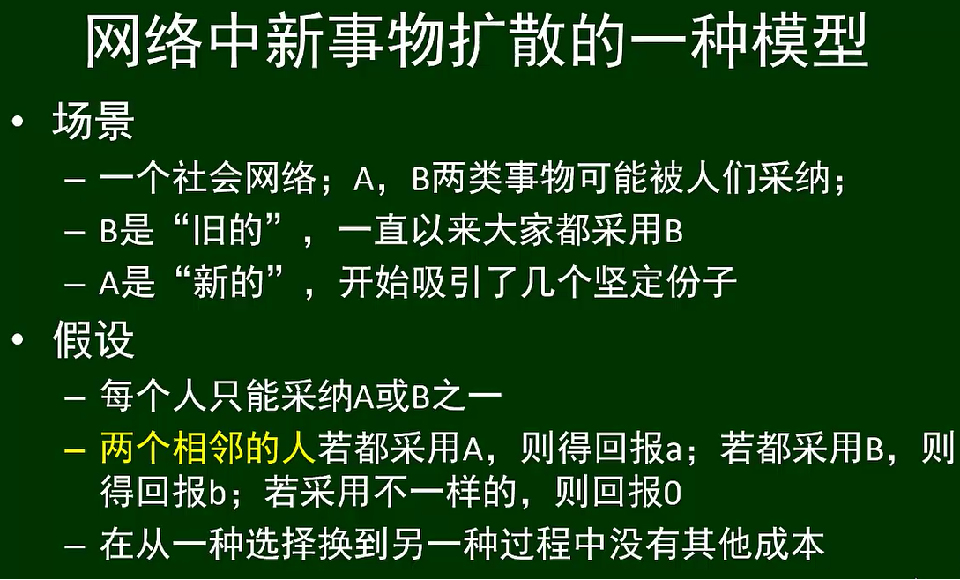 网络中新事物扩散的一种模型
• 场景
– 一个社会网络；A，B两类事物可能被人们采纳；
– B是“旧的”，一直以来大家都采用B
– A是“新的”，开始吸引了几个坚定份子
• 假设
– 每个人只能采纳A或B之一
– 两个相邻的人若都采用A，则得回报a；若都采用B，则
得回报b；若采用不一样的，则回报0
– 在从一种选择换到另一种过程中没有其他成本